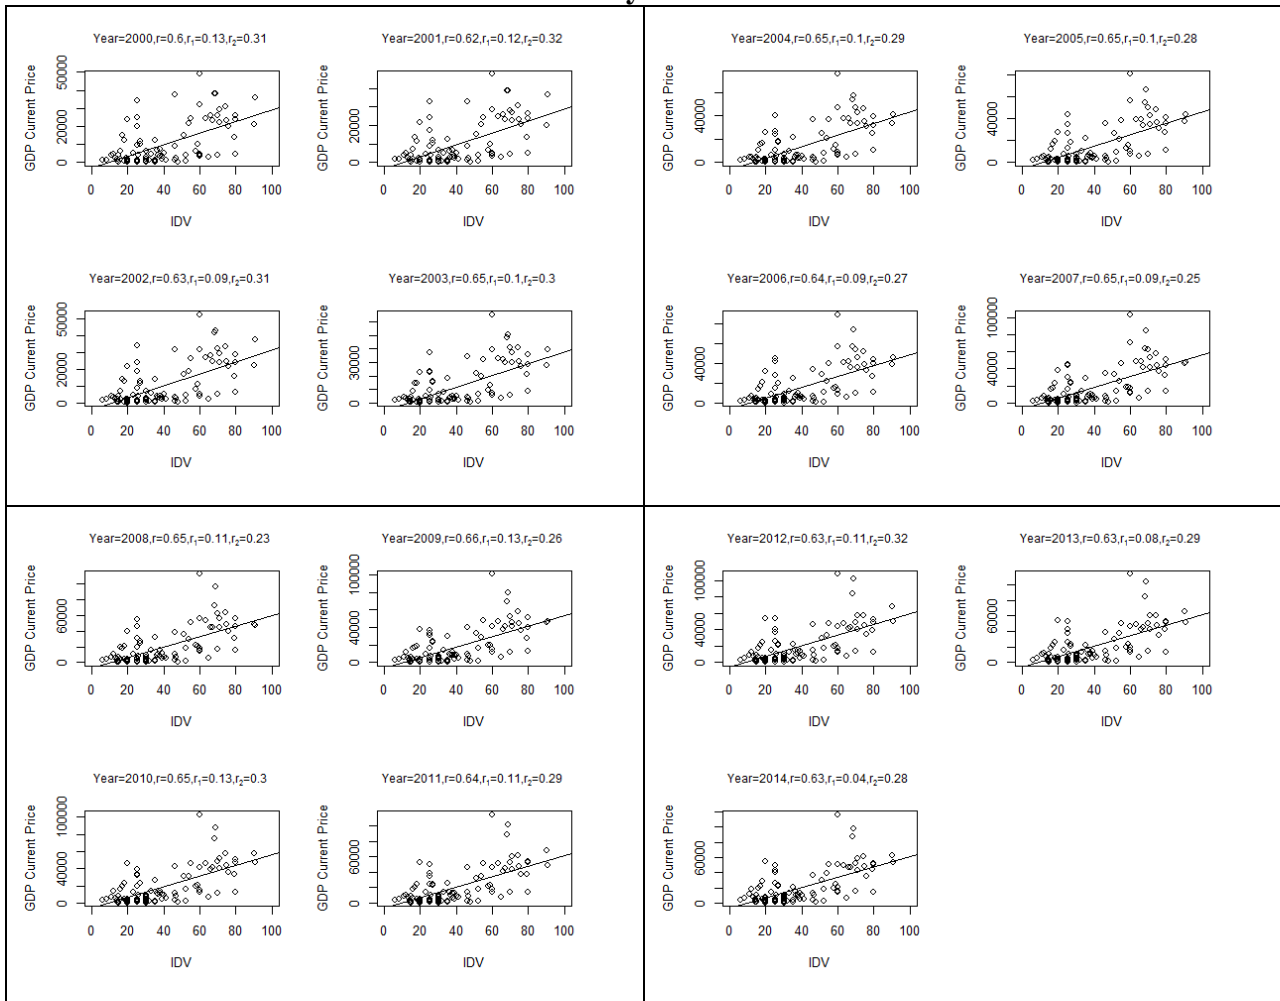 y
Year=2000,r=0.6,r₁=0.13,r₂=0.31
GDP Current Price
50000
20000
0
0 20 40 60 80 100
IDV
Year=2001,r=0.62,r₁=0.12,r₂=0.32
GDP Current Price
20000
0
0 20 40 60 80 100
IDV
Year=2002,r=0.63,r₁=0.09,r₂=0.31
GDP Current Price
50000
20000
0
0 20 40 60 80 100
IDV
Year=2003,r=0.65,r₁=0.1,r₂=0.3
GDP Current Price
30000
0
0 20 40 60 80 100
IDV
Year=2004,r=0.65,r₁=0.1,r₂=0.29
GDP Current Price
40000
0
0 20 40 60 80 100
IDV
Year=2005,r=0.65,r₁=0.1,r₂=0.28
GDP Current Price
40000
0
0 20 40 60 80 100
IDV
Year=2006,r=0.64,r₁=0.09,r₂=0.27
GDP Current Price
40000
0
0 20 40 60 80 100
IDV
Year=2007,r=0.65,r₁=0.09,r₂=0.25
GDP Current Price
100000
40000
0
0 20 40 60 80 100
IDV
Year=2008,r=0.65,r₁=0.11,r₂=0.23
GDP Current Price
60000
0
0 20 40 60 80 100
IDV
Year=2009,r=0.66,r₁=0.13,r₂=0.26
GDP Current Price
100000
40000
0
0 20 40 60 80 100
IDV
Year=2010,r=0.65,r₁=0.13,r₂=0.3
GDP Current Price
100000
40000
0
0 20 40 60 80 100
IDV
Year=2011,r=0.64,r₁=0.11,r₂=0.29
GDP Current Price
60000
0
0 20 40 60 80 100
IDV
Year=2012,r=0.63,r₁=0.11,r₂=0.32
GDP Current Price
100000
40000
0
0 20 40 60 80 100
IDV
Year=2013,r=0.63,r₁=0.08,r₂=0.29
GDP Current Price
60000
0
0 20 40 60 80 100
IDV
Year=2014,r=0.63,r₁=0.04,r₂=0.28
GDP Current Price
60000
0
0 20 40 60 80 100
IDV